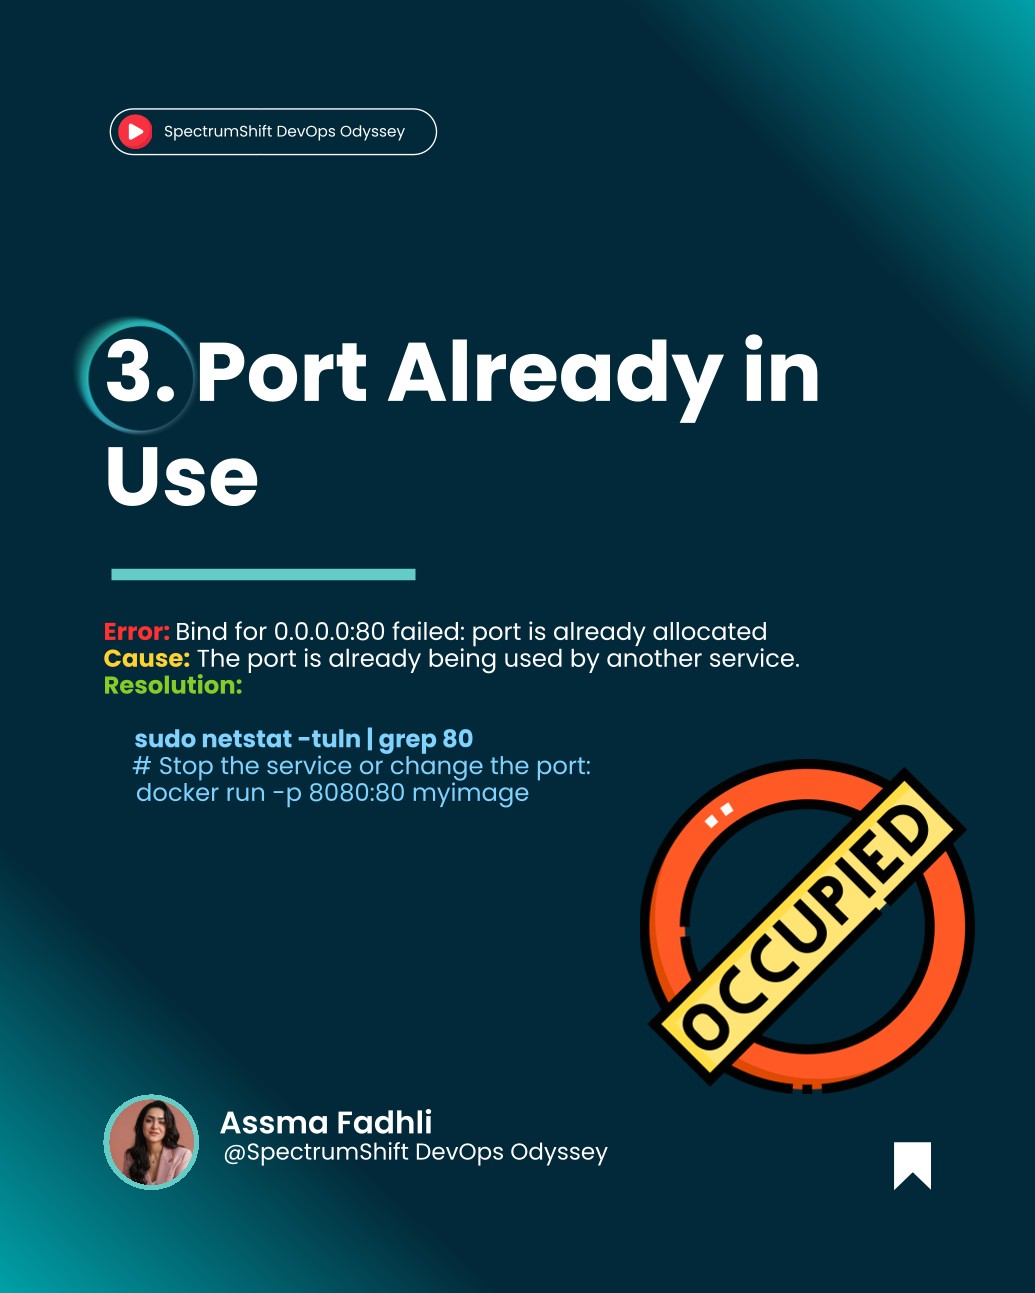 SpectrumShift DevOps Odyssey
3. Port Already in
Use
Error: Bind for 0.0.0.0:80 failed: port is already allocated
Cause: The port is already being used by another service.
Resolution:
sudo netstat -tuln | grep 80
# Stop the service or change the port:
docker run -p 8080:80 myimage
OCCUPIED
Assma Fadhli
@SpectrumShift DevOps Odyssey